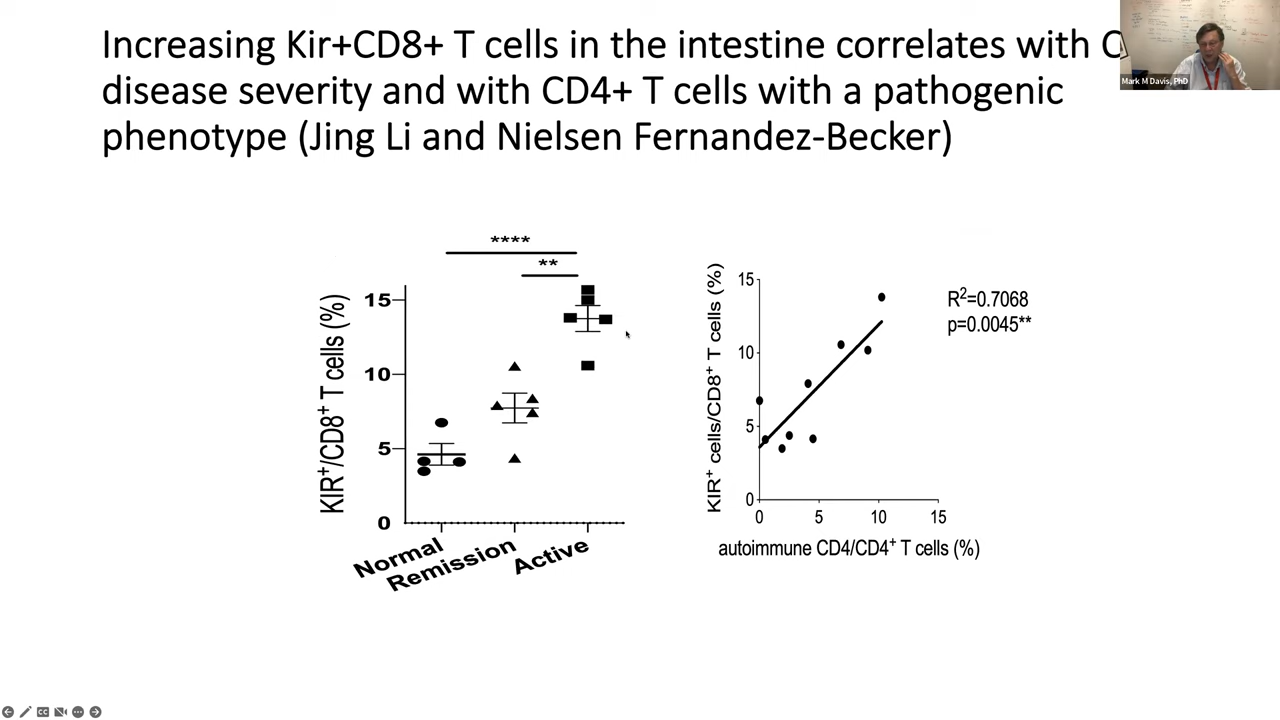 Increasing Kir+CD8+ T cells in the intestine correlates with
disease severity and with CD4+ T cells with a pathogenic
phenotype (Jing Li and Nielsen Fernandez-Becker)
Mark M Davis, PhD
****
**
KIR+/CD8+ T cells (%)
15
10
5
0
Normal
Remission
Active
KIR+ cells/CD8+ T cells (%)
15
10
5
0
0 5 10 15
autoimmune CD4/CD4+ T cells (%)
R2=0.7068
p=0.0045**